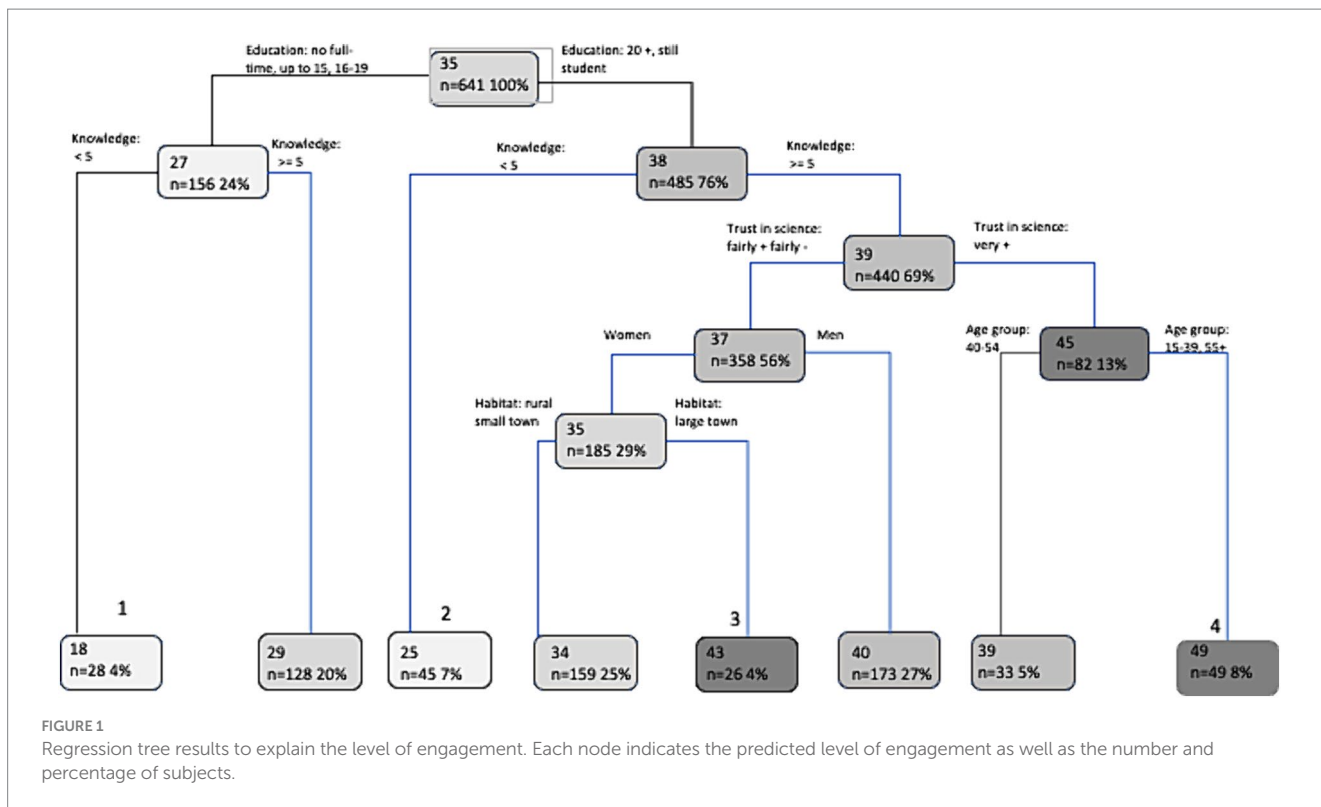 Education: no full-
time, up to 15, 16-19
35
n=641 100%
Education: 20 +, still
student
Knowledge:
< 5
27
n=156 24%
Knowledge:
>= 5
Knowledge:
< 5
38
n=485 76%
Knowledge:
>= 5
Trust in science:
fairly + fairly -
39
n=440 69%
Trust in science:
very +
Women
37
n=358 56%
Men
Age group:
40-54
45
n=82 13%
Age group:
15-39, 55+
Habitat: rural
small town
35
n=185 29%
Habitat:
large town
1
2
3
4
18
n=28 4%
29
n=128 20%
25
n=45 7%
34
n=159 25%
43
n=26 4%
40
n=173 27%
39
n=33 5%
49
n=49 8%
FIGURE 1
Regression tree results to explain the level of engagement. Each node indicates the predicted level of engagement as well as the number and
percentage of subjects.